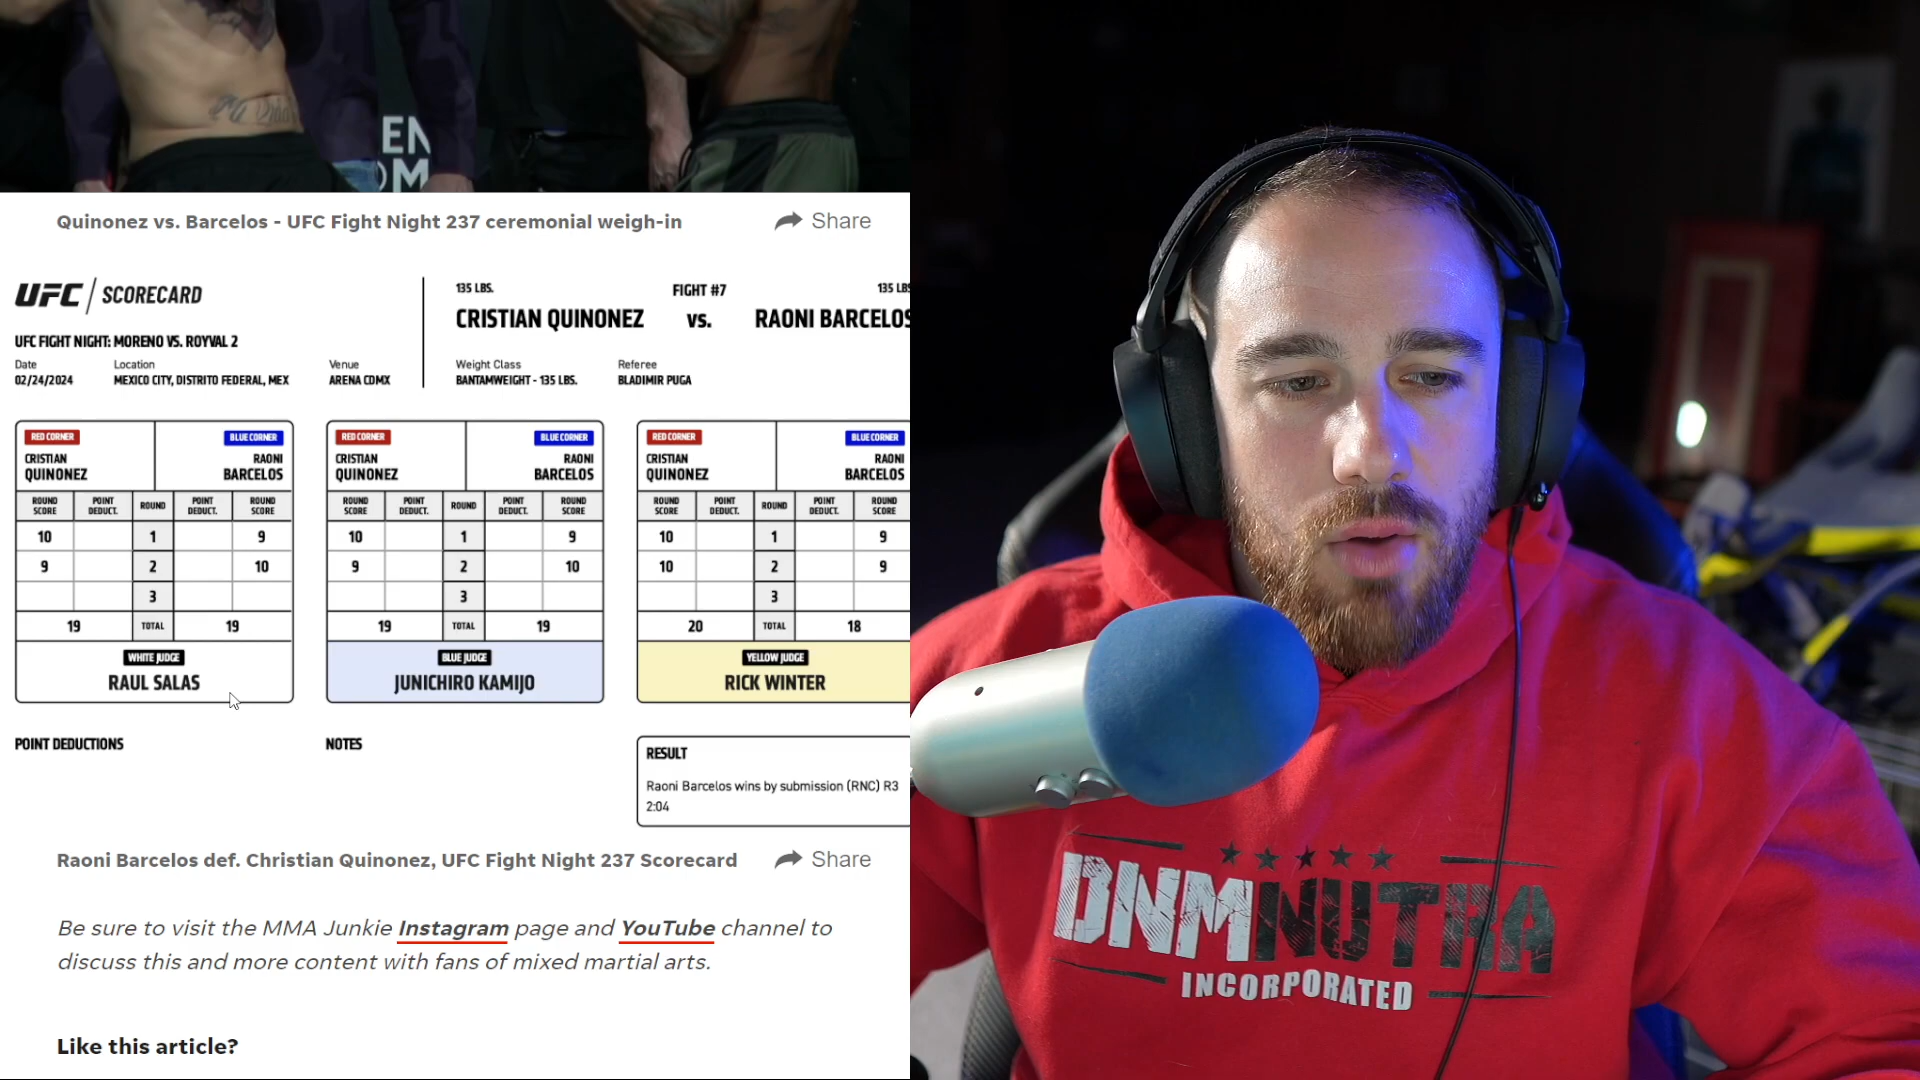 EN
OM
Quinonez vs. Barcelos - UFC Fight Night 237 ceremonial weigh-in
Share
UFC / SCORECARD
UFC FIGHT NIGHT: MORENO VS. ROYVAL 2
Date Location Venue
02/24/2024 MEXICO CITY, DISTRITO FEDERAL, MEX ARENA CDMX
135 LBS. FIGHT #7 135 LBS
CRISTIAN QUINONEZ VS. RAONI BARCELOS
Weight Class Referee
BANTAMWEIGHT - 135 LBS. BLADIMIR PUGA
RED CORNER BLUE CORNER
CRISTIAN RAONI
QUINONEZ BARCELOS
ROUND SCORE POINT DEDUCT. ROUND POINT DEDUCT. ROUND SCORE
10 1 9
9 2 10
3
19 TOTAL 19
WHITE JUDGE
RAUL SALAS
RED CORNER BLUE CORNER
CRISTIAN RAONI
QUINONEZ BARCELOS
ROUND SCORE POINT DEDUCT. ROUND POINT DEDUCT. ROUND SCORE
10 1 9
9 2 10
3
19 TOTAL 19
BLUE JUDGE
JUNICHIRO KAMIJO
RED CORNER BLUE CORNER
CRISTIAN RAONI
QUINONEZ BARCELOS
ROUND SCORE POINT DEDUCT. ROUND POINT DEDUCT. ROUND SCORE
10 1 9
10 2 9
3
20 TOTAL 18
YELLOW JUDGE
RICK WINTER
POINT DEDUCTIONS
NOTES
RESULT
Raoni Barcelos wins by submission (RNC) R3
2:04
Raoni Barcelos def. Christian Quinonez, UFC Fight Night 237 Scorecard
Share
Be sure to visit the MMA Junkie Instagram page and YouTube channel to
discuss this and more content with fans of mixed martial arts.
Like this article?
DNMNUTRA
INCORPORATED